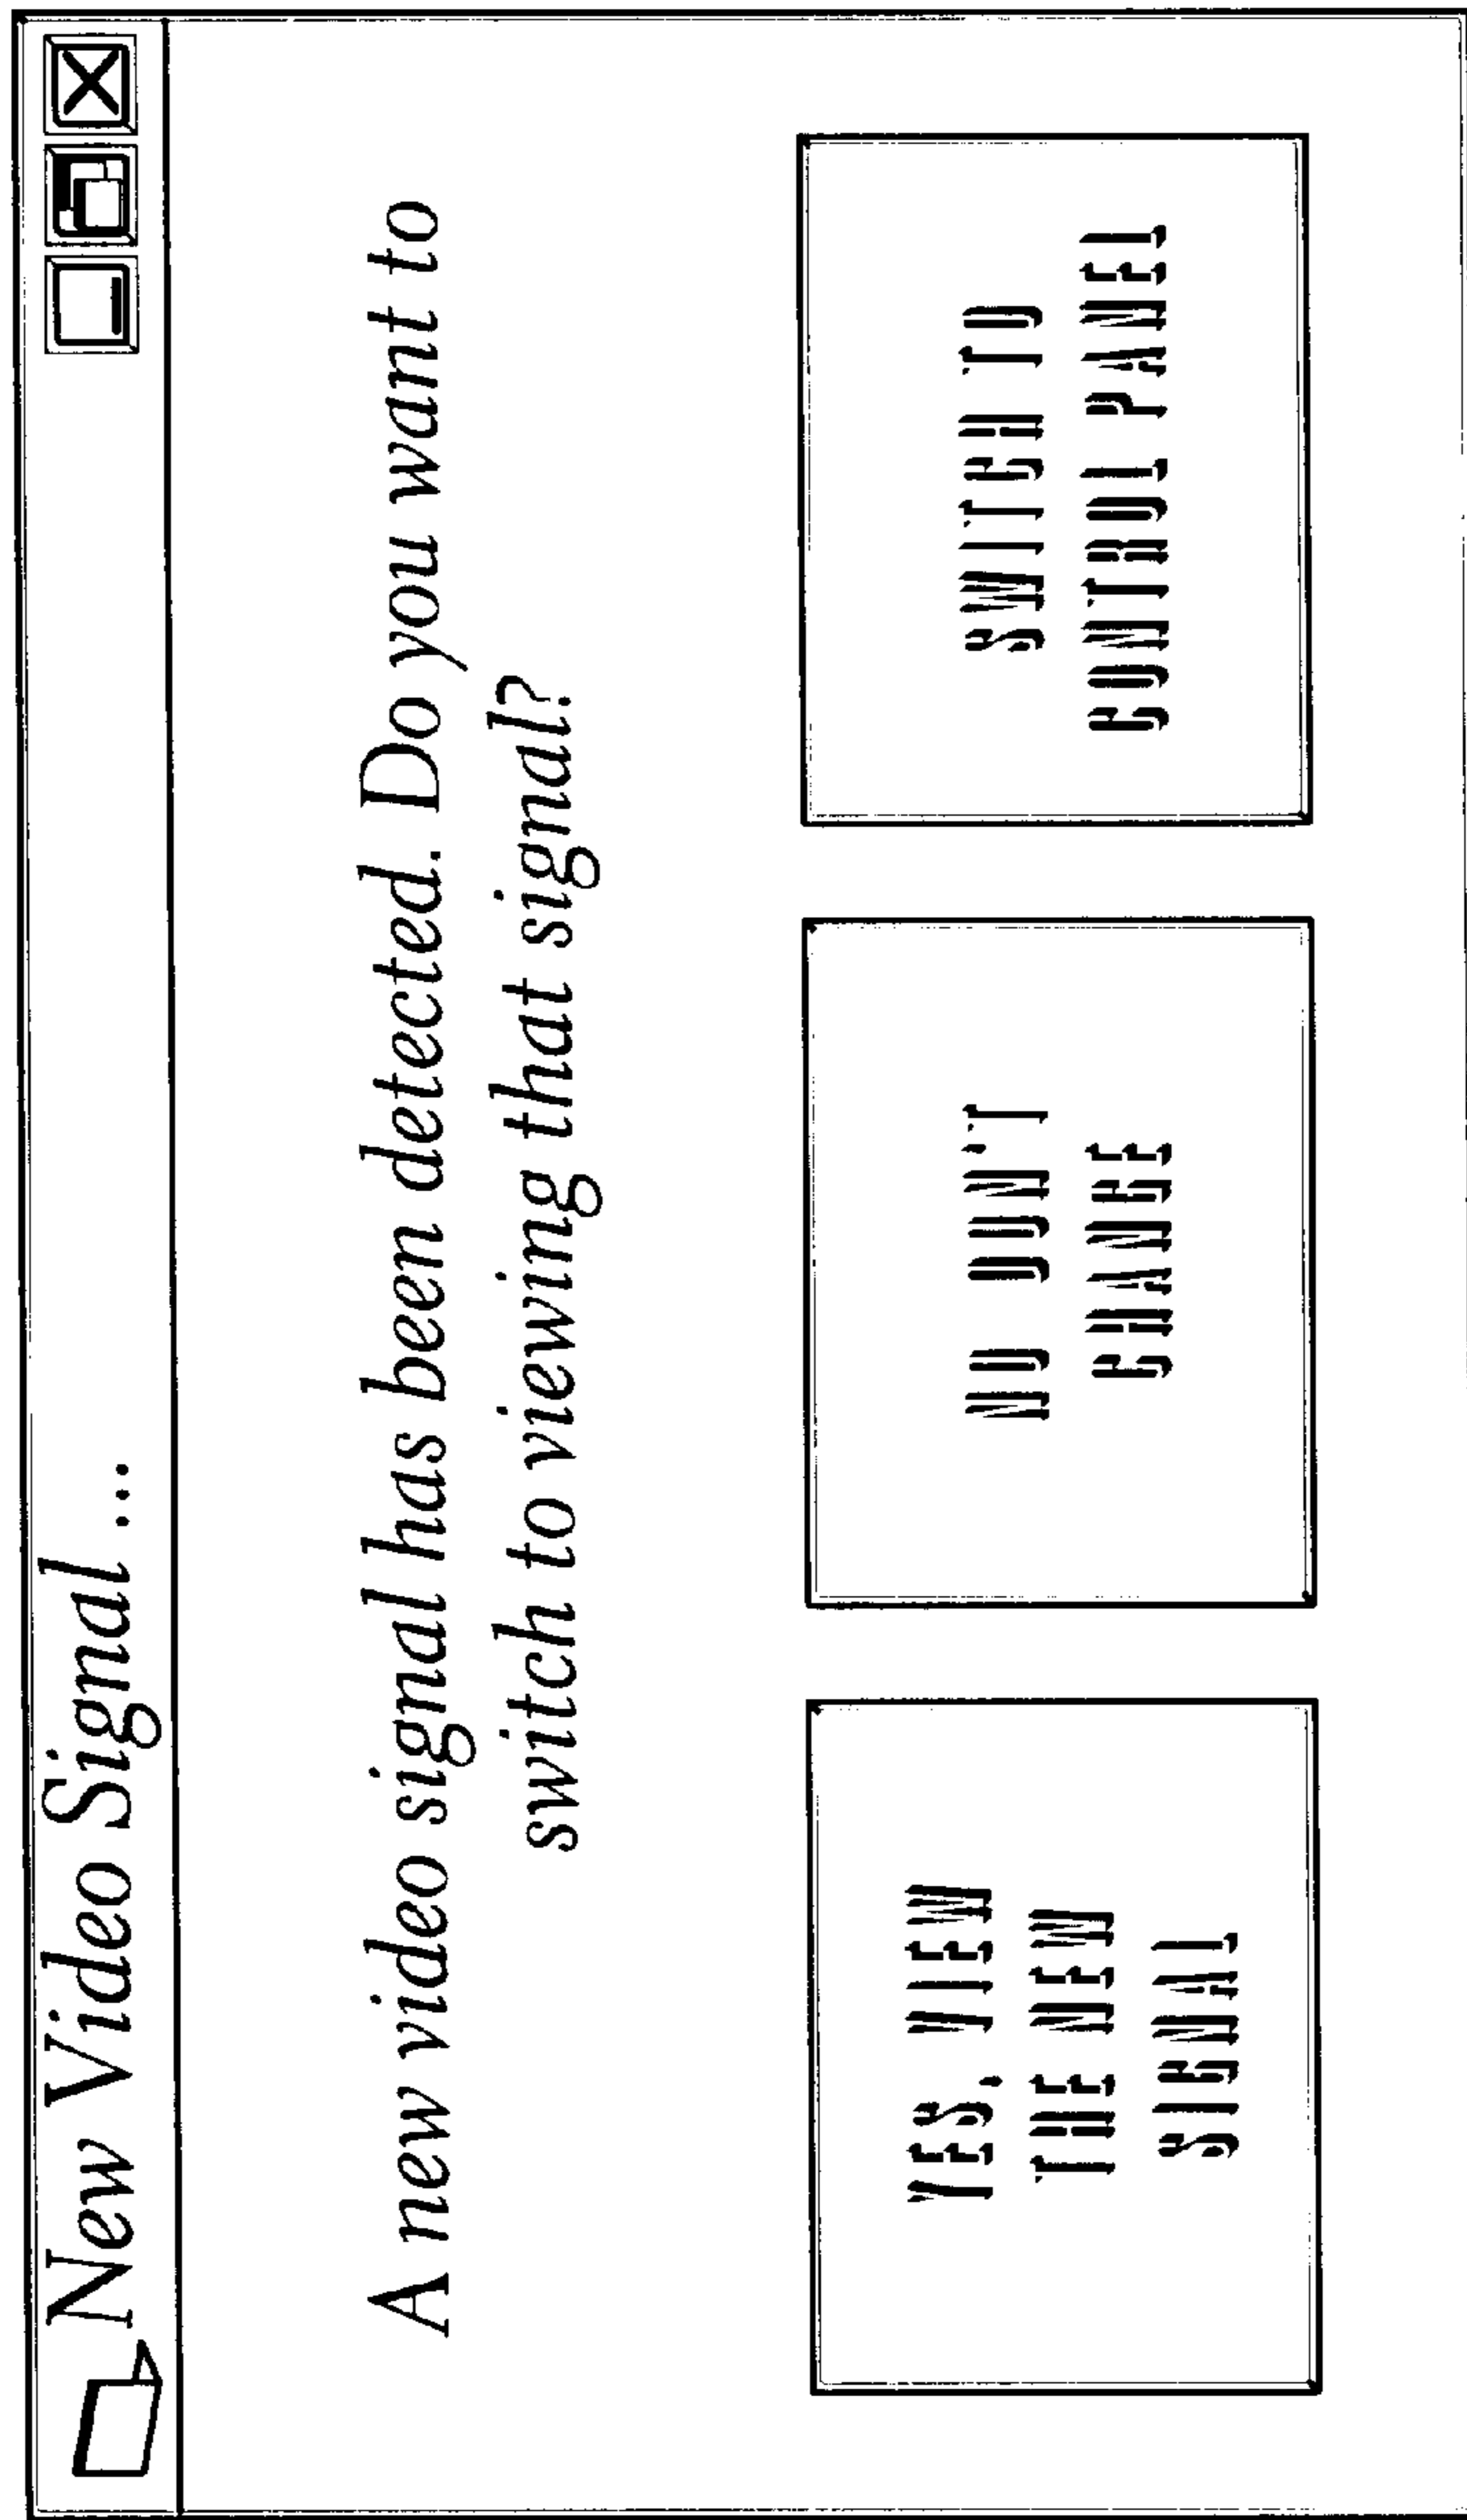 New Video Signal ...
A new video signal has been detected. Do you want to
switch to viewing that signal?
YES, VIEW
THE NEW
SIGNAL
NO DON'T
CHANGE
SWITCH TO
CONTROL PANEL